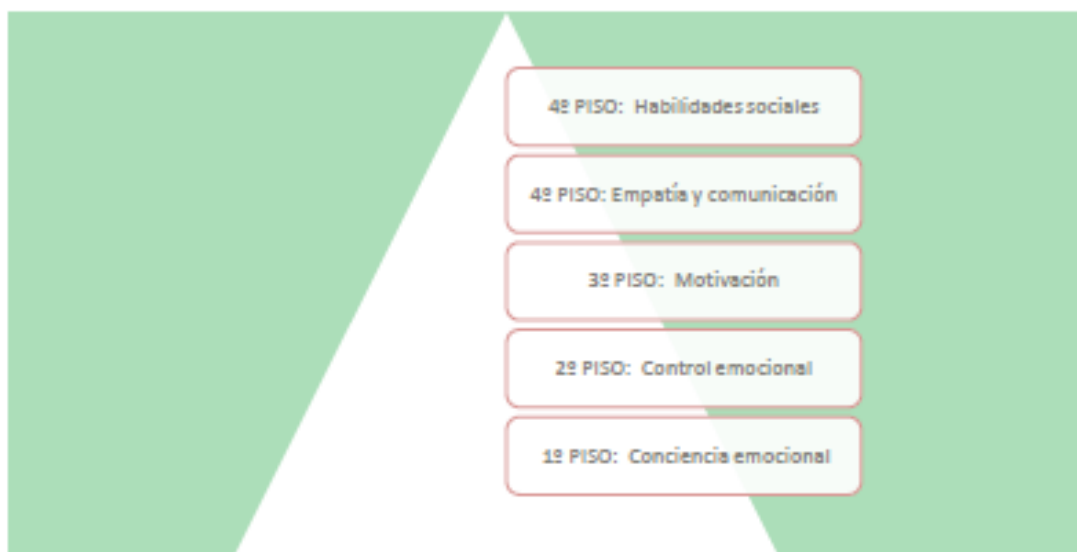 4º PISO: Habilidades sociales
4º PISO: Empatía y comunicación
3º PISO: Motivación
2º PISO: Control emocional
1º PISO: Conciencia emocional